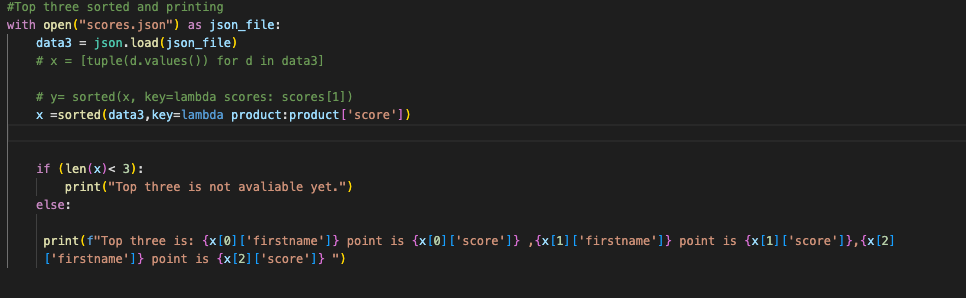 #Top three sorted and printing
with open("scores.json") as json_file:
    data3 = json.load(json_file)
    # x = [tuple(d.values()) for d in data3]
    # y= sorted(x, key=lambda scores: scores[1])
    x =sorted(data3,key=lambda product:product['score'])
    if (len(x)< 3):
        print("Top three is not avaliable yet.")
    else:
     print(f"Top three is: {x[0]['firstname']} point is {x[0]['score']} ,{x[1]['firstname']} point is {x[1]['score']},{x[2]
     ['firstname']} point is {x[2]['score']} ")